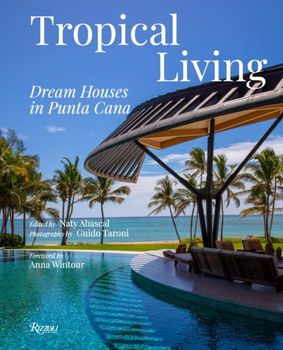 Tropical
Living
Dream Houses
in Punta Cana
Edited by Naty Abascal
Photography by Guido Taroni
Foreword by
Anna Wintour
RIZZOLI